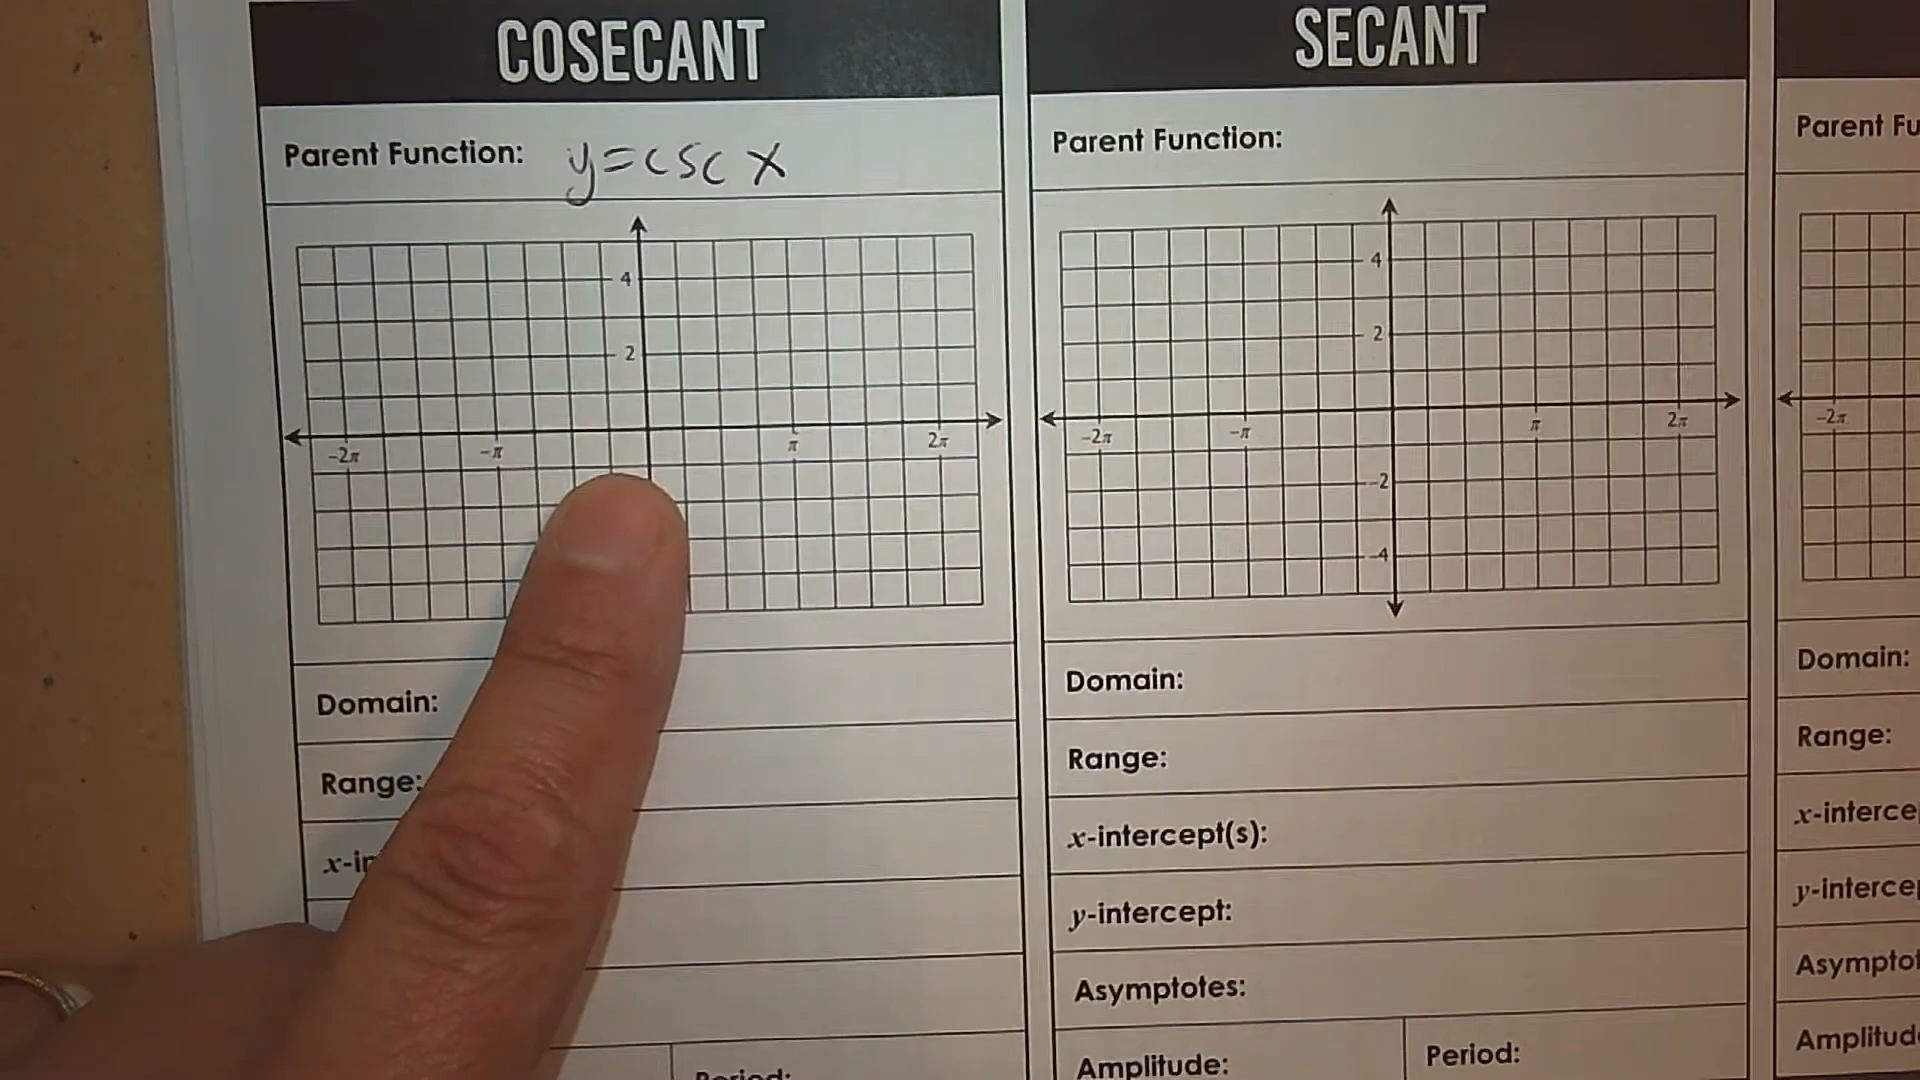 COSECANT
Parent Function: y=csc x
4
2
-2π -π π 2π
Domain:
Range:
SECANT
Parent Function:
4
2
-2π -π π 2π
-2
-4
Domain:
Range:
x-intercept(s):
y-intercept:
Asymptotes:
Amplitude: Period:
Parent Fu
-2π
Domain:
Range:
x-interce
y-interce
Asympto
Amplitud